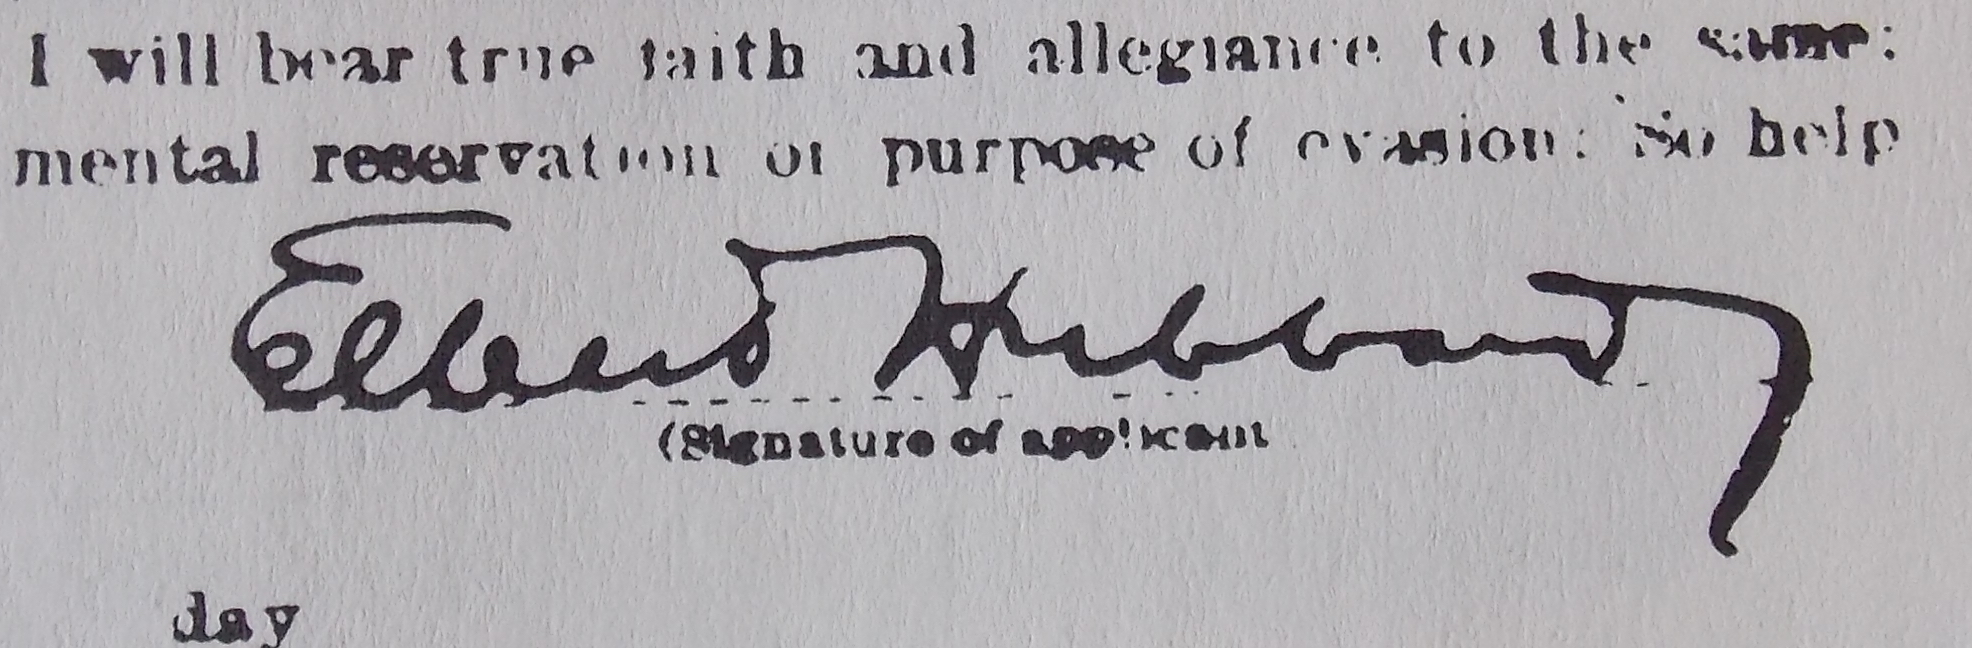 I will bear true faith and allegiance to the same:
mental reservation or purpose of evasion: So help
Elbert Hubbard
(Signature of applicant
day